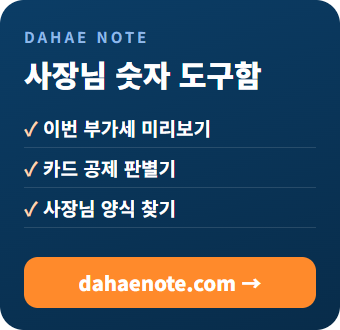 DAHAE NOTE
사장님 숫자 도구함
✓ 이번 부가세 미리보기
✓ 카드 공제 판별기
✓ 사장님 양식 찾기
dahaenote.com →